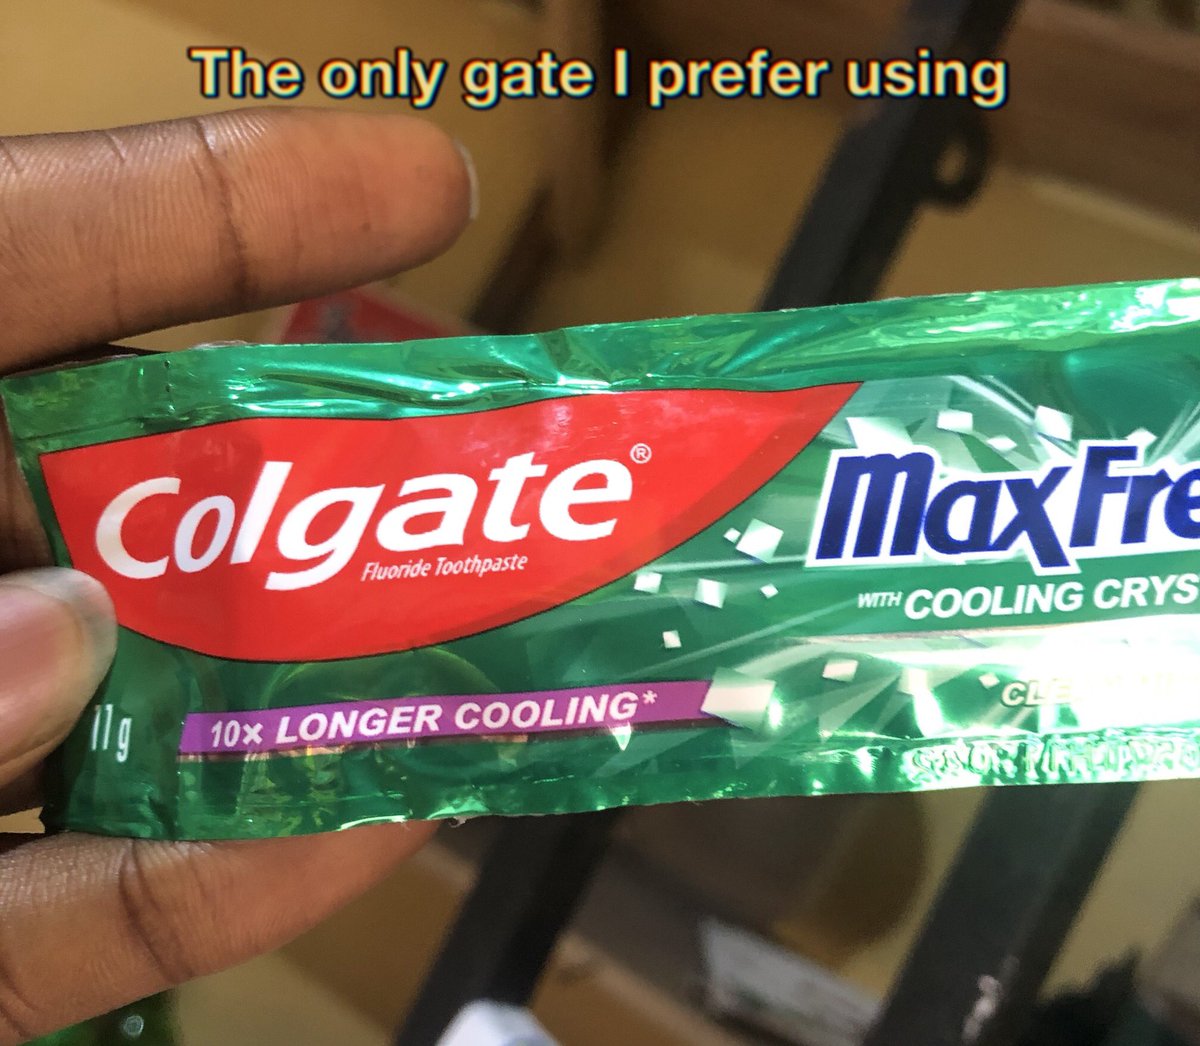 The only gate I prefer using
Colgate®
Fluoride Toothpaste
MaxFre
WITH COOLING CRYS
10x LONGER COOLING*
11g